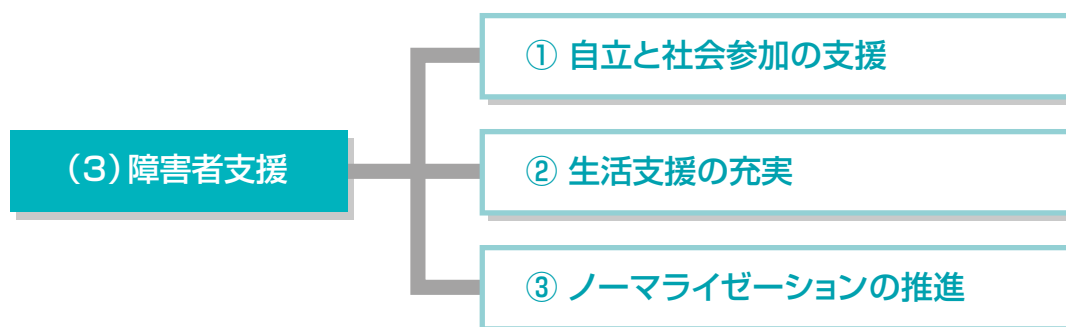 (3)障害者支援
① 自立と社会参加の支援
② 生活支援の充実
③ ノーマライゼーションの推進